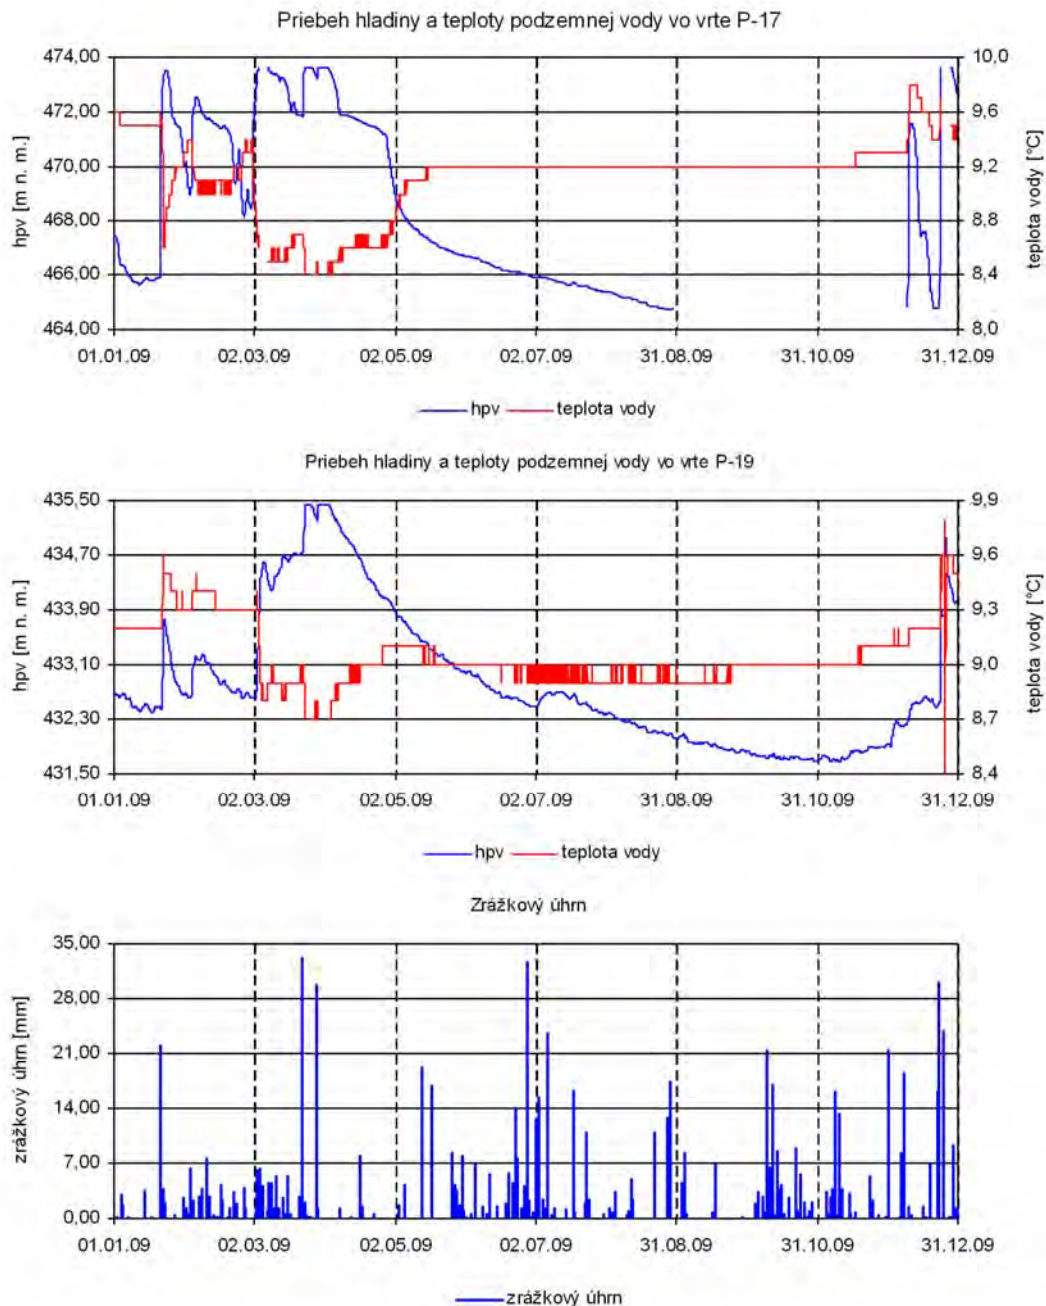 Priebeh hladiny a teploty podzemnej vody vo vrte P-17
474,00
472,00
470,00
468,00
466,00
464,00
hpv [m n. m.]
10,0
9,6
9,2
8,8
8,4
8,0
teplota vody [°C]
01.01.09 02.03.09 02.05.09 02.07.09 31.08.09 31.10.09 31.12.09
hpv teplota vody
Priebeh hladiny a teploty podzemnej vody vo vrte P-19
435,50
434,70
433,90
433,10
432,30
431,50
hpv [m n. m.]
9,9
9,6
9,3
9,0
8,7
8,4
teplota vody [°C]
01.01.09 02.03.09 02.05.09 02.07.09 31.08.09 31.10.09 31.12.09
hpv teplota vody
Zrážkový úhrn
35,00
28,00
21,00
14,00
7,00
0,00
zrážkový úhrn [mm]
01.01.09 02.03.09 02.05.09 02.07.09 31.08.09 31.10.09 31.12.09
zrážkový úhrn